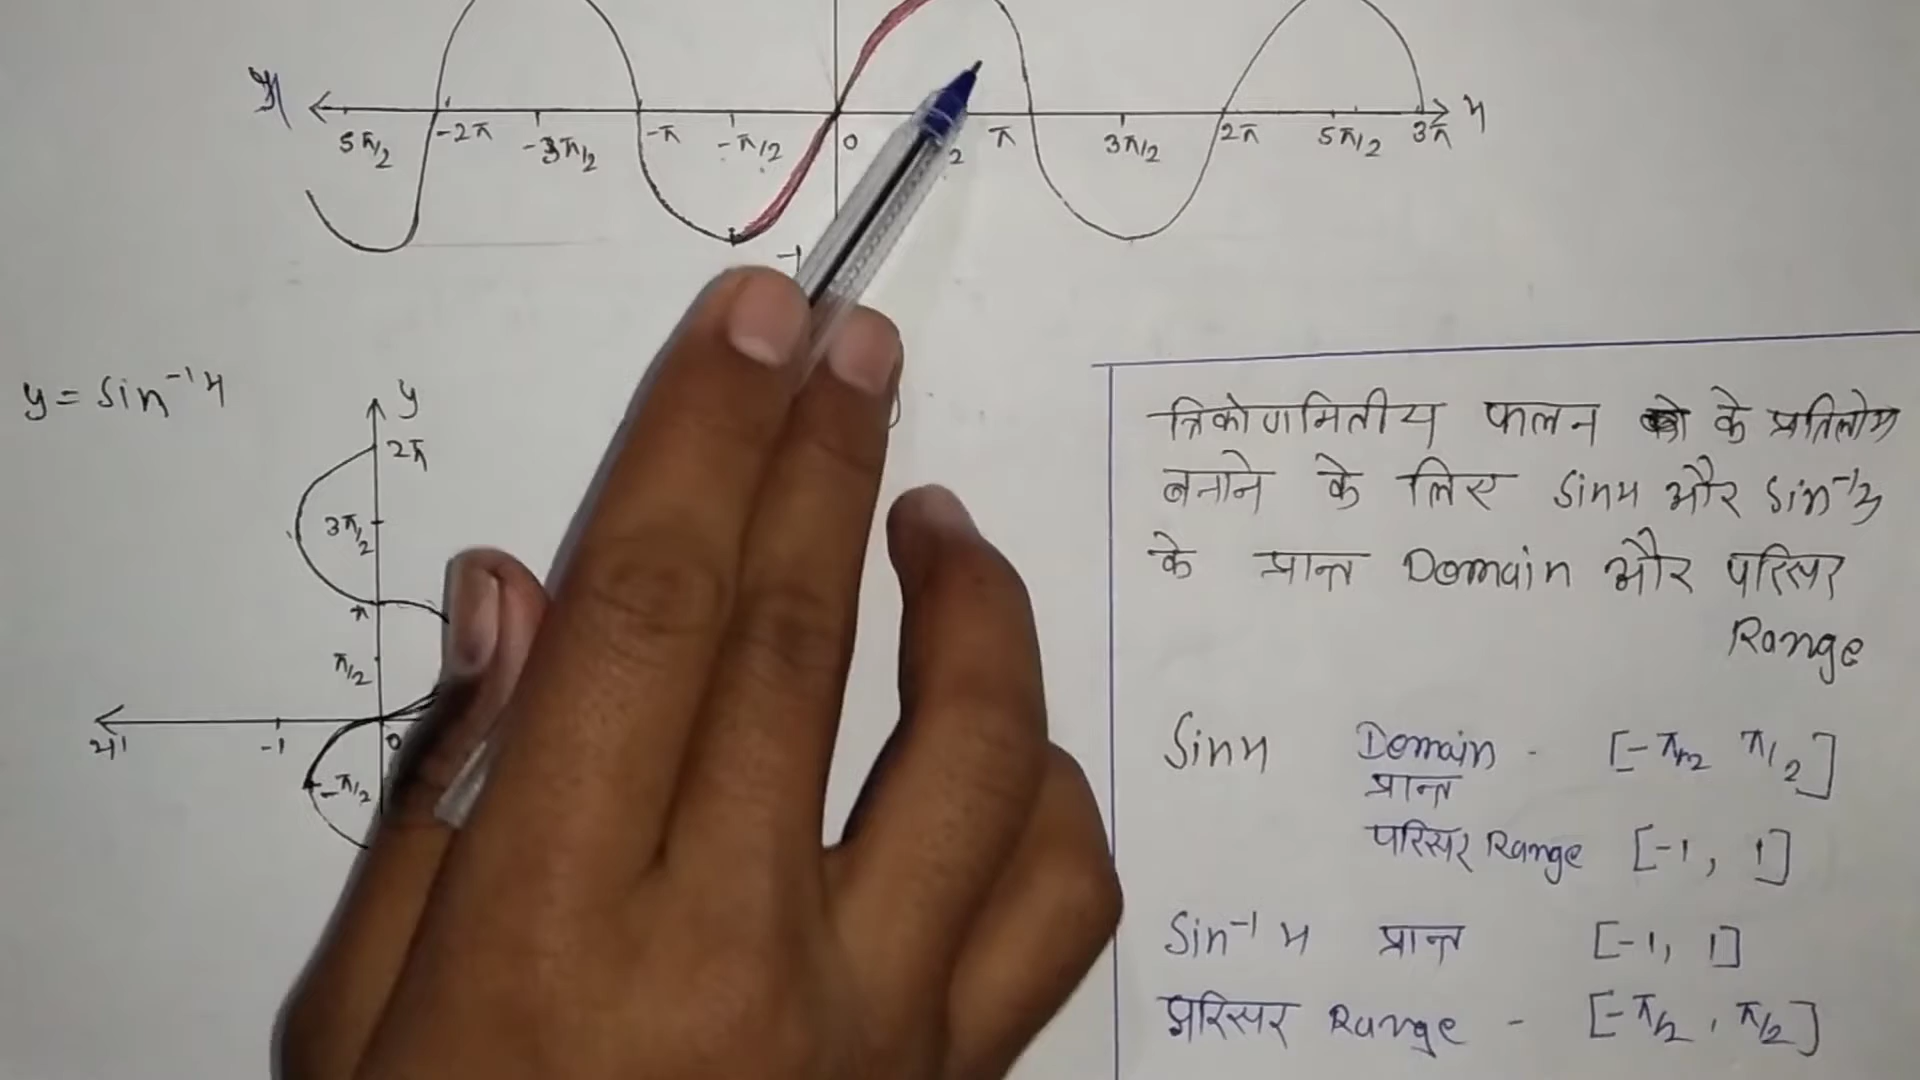 5π/2 -2π -3π/2 -π -π/2 0 2 π 3π/2 2π 5π/2 3π x
-1
y = Sin⁻¹x
y
2π
3π/2
π
π/2
-1 0
-π/2
त्रिकोणमितीय फलन के प्रतिलोम
बनाने के लिए Sinx और Sin⁻¹x
के प्रान्त Domain और परिसर
Range
Sinx Domain - [-π/2 π/2]
प्रान्त
परिसर Range [-1, 1]
Sin⁻¹x प्रान्त [-1, 1]
परिसर Range - [-π/2, π/2]